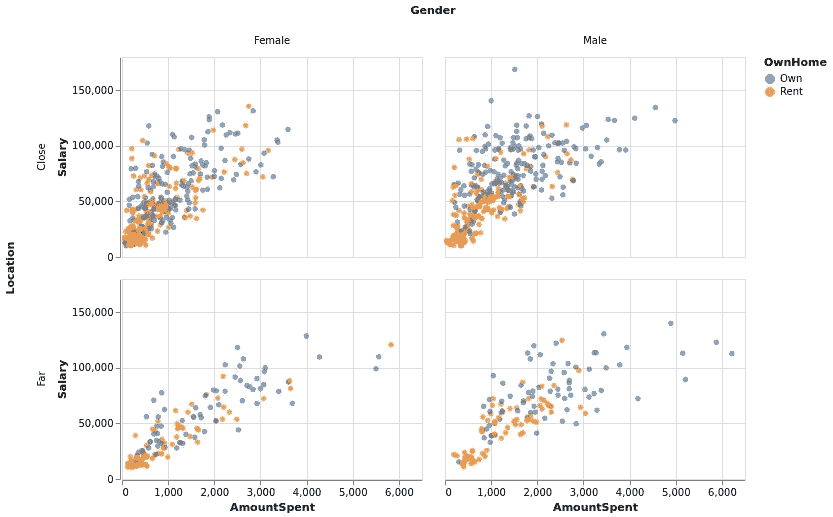 Gender
Female
Male
OwnHome
Own
Rent
Location
Close
Salary
150,000
100,000
50,000
0
Far
Salary
150,000
100,000
50,000
0
0 1,000 2,000 3,000 4,000 5,000 6,000
0 1,000 2,000 3,000 4,000 5,000 6,000
AmountSpent
AmountSpent